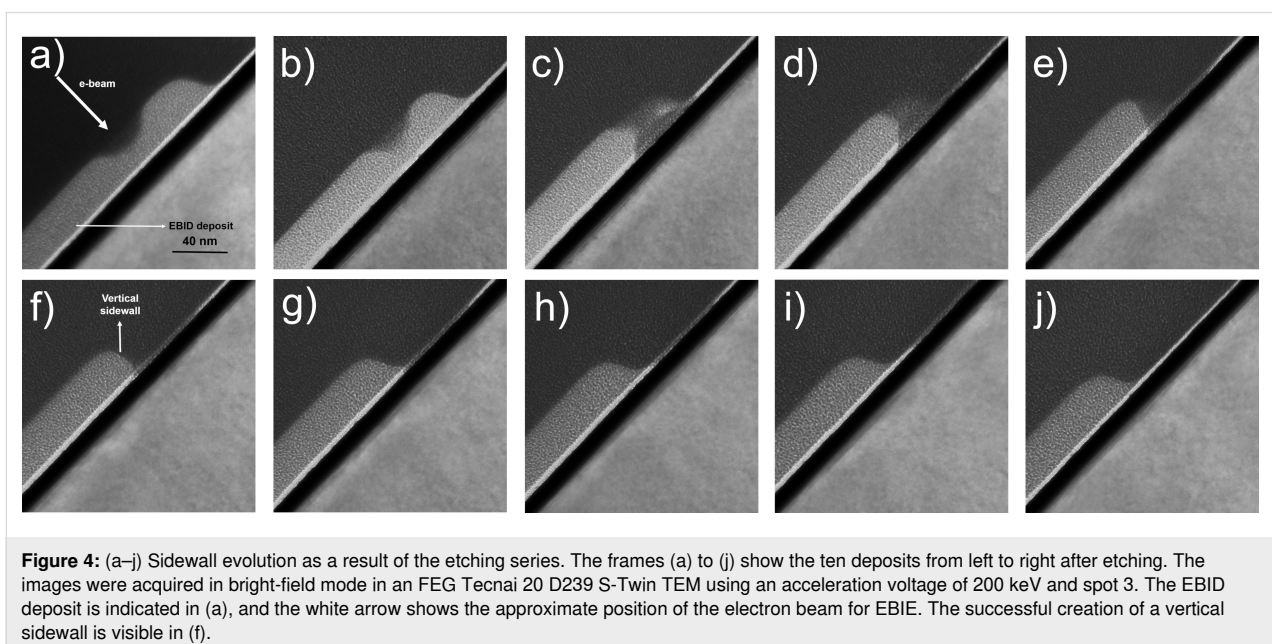 a)
e-beam
EBID deposit
40 nm
b)
c)
d)
e)
f)
Vertical
sidewall
g)
h)
i)
j)
Figure 4: (a–j) Sidewall evolution as a result of the etching series. The frames (a) to (j) show the ten deposits from left to right after etching. The
images were acquired in bright-field mode in an FEG Tecnai 20 D239 S-Twin TEM using an acceleration voltage of 200 keV and spot 3. The EBID
deposit is indicated in (a), and the white arrow shows the approximate position of the electron beam for EBIE. The successful creation of a vertical
sidewall is visible in (f).